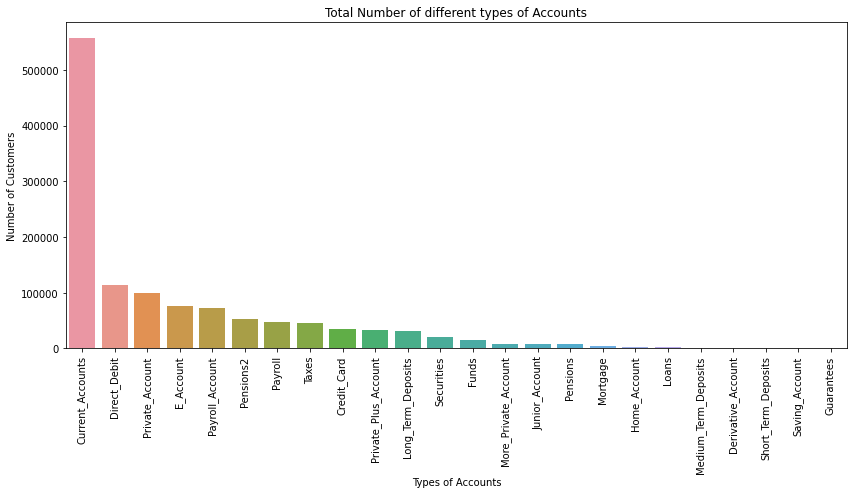 Total Number of different types of Accounts
Number of Customers
500000
400000
300000
200000
100000
0
Current_Accounts
Direct_Debit
Private_Account
E_Account
Payroll_Account
Pensions2
Payroll
Taxes
Credit_Card
Private_Plus_Account
Long_Term_Deposits
Securities
Funds
More_Private_Account
Junior_Account
Pensions
Mortgage
Home_Account
Loans
Medium_Term_Deposits
Derivative_Account
Short_Term_Deposits
Saving_Account
Guarantees
Types of Accounts